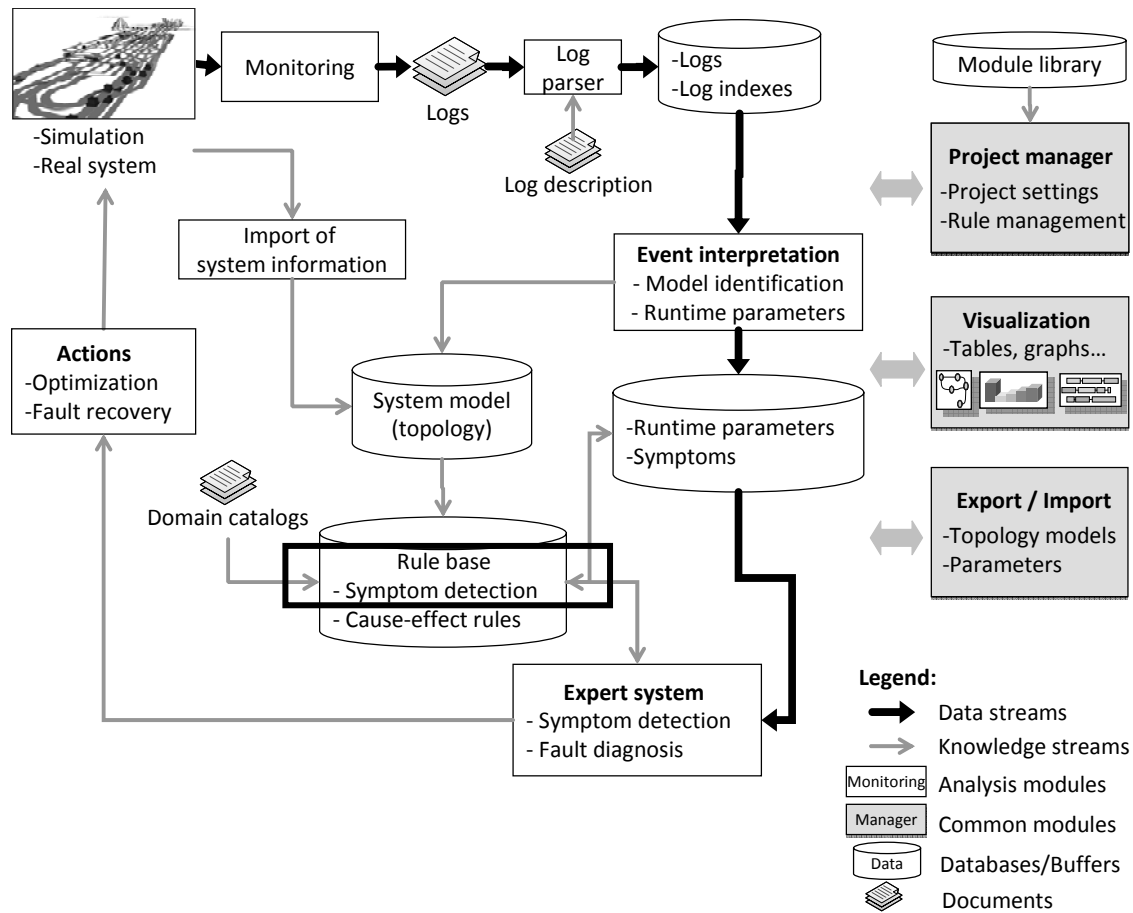 Monitoring
Logs
Log
parser
-Logs
-Log indexes
Module library
-Simulation
-Real system
Log description
Project manager
-Project settings
-Rule management
Import of
system information
Event interpretation
- Model identification
- Runtime parameters
Visualization
-Tables, graphs...
Actions
-Optimization
-Fault recovery
System model
(topology)
-Runtime parameters
-Symptoms
Export / Import
-Topology models
-Parameters
Domain catalogs
Rule base
- Symptom detection
- Cause-effect rules
Expert system
- Symptom detection
- Fault diagnosis
Legend:
Data streams
Knowledge streams
Monitoring
Analysis modules
Manager
Common modules
Data
Databases/Buffers
Documents